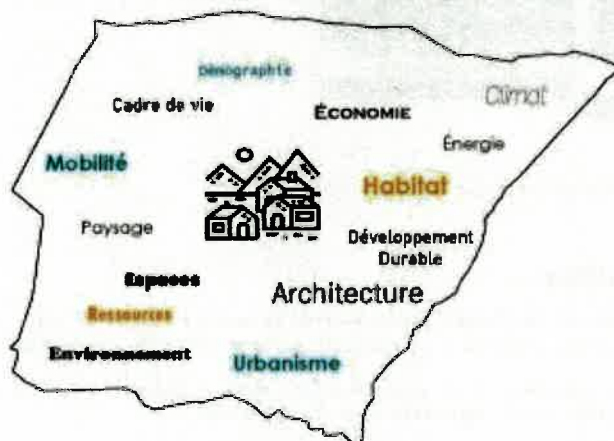 Démographie
Cadre de vie
ÉCONOMIE
Climat
Énergie
Mobilité
Habitat
Paysage
Développement
Durable
Espaces
Architecture
Ressources
Environnement
Urbanisme